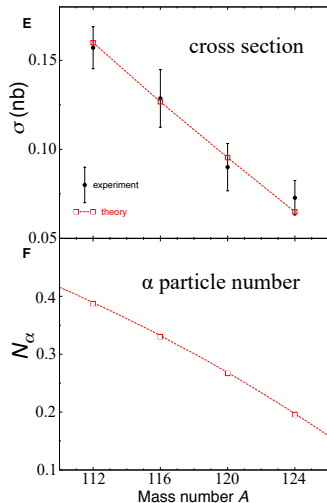 E
cross section
σ (nb)
0.15
0.10
0.05
experiment
theory
F
α particle number
Nα
0.4
0.3
0.2
0.1
112
116
120
124
Mass number A